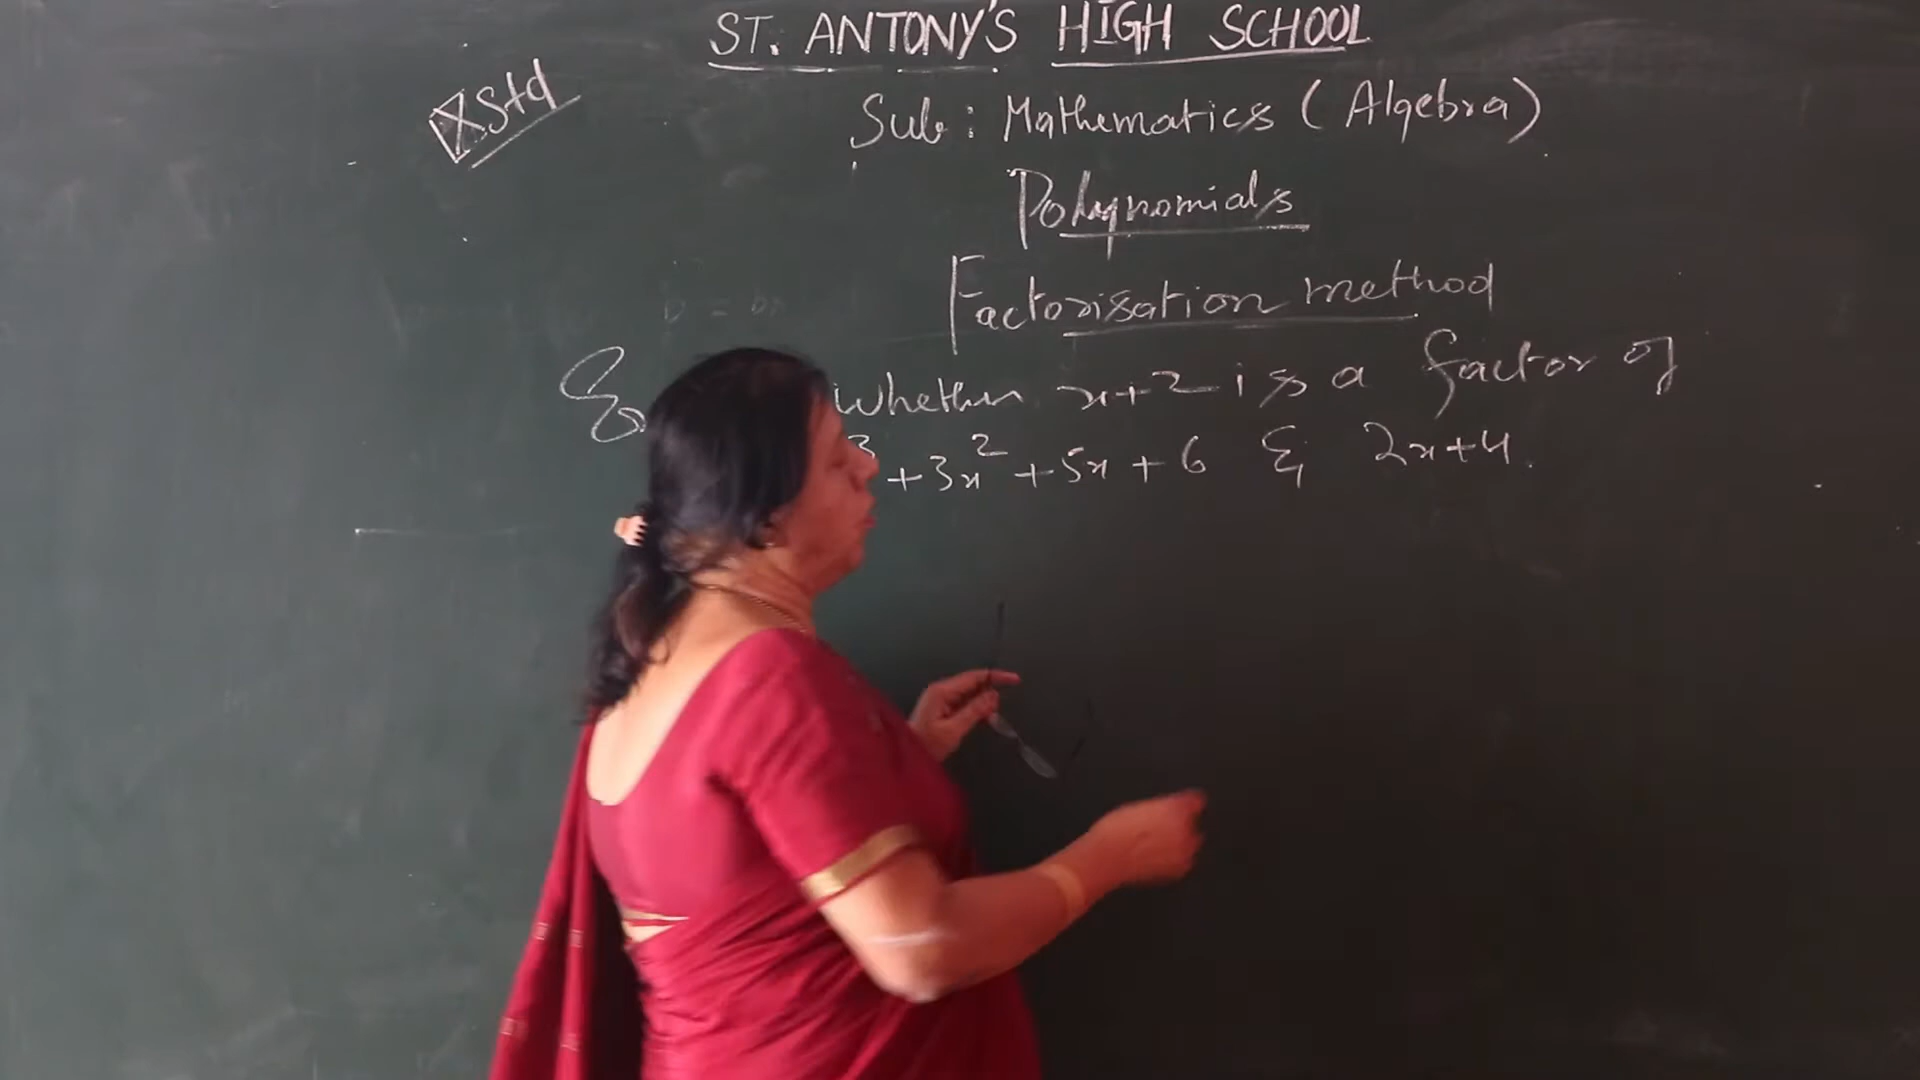 ST. ANTONY'S HIGH SCHOOL
IX Std
Sub: Mathematics (Algebra)
Polynomials
Factorisation method
whether x+2 is a factor of
3 +3x² +5x + 6 & 2x+4.